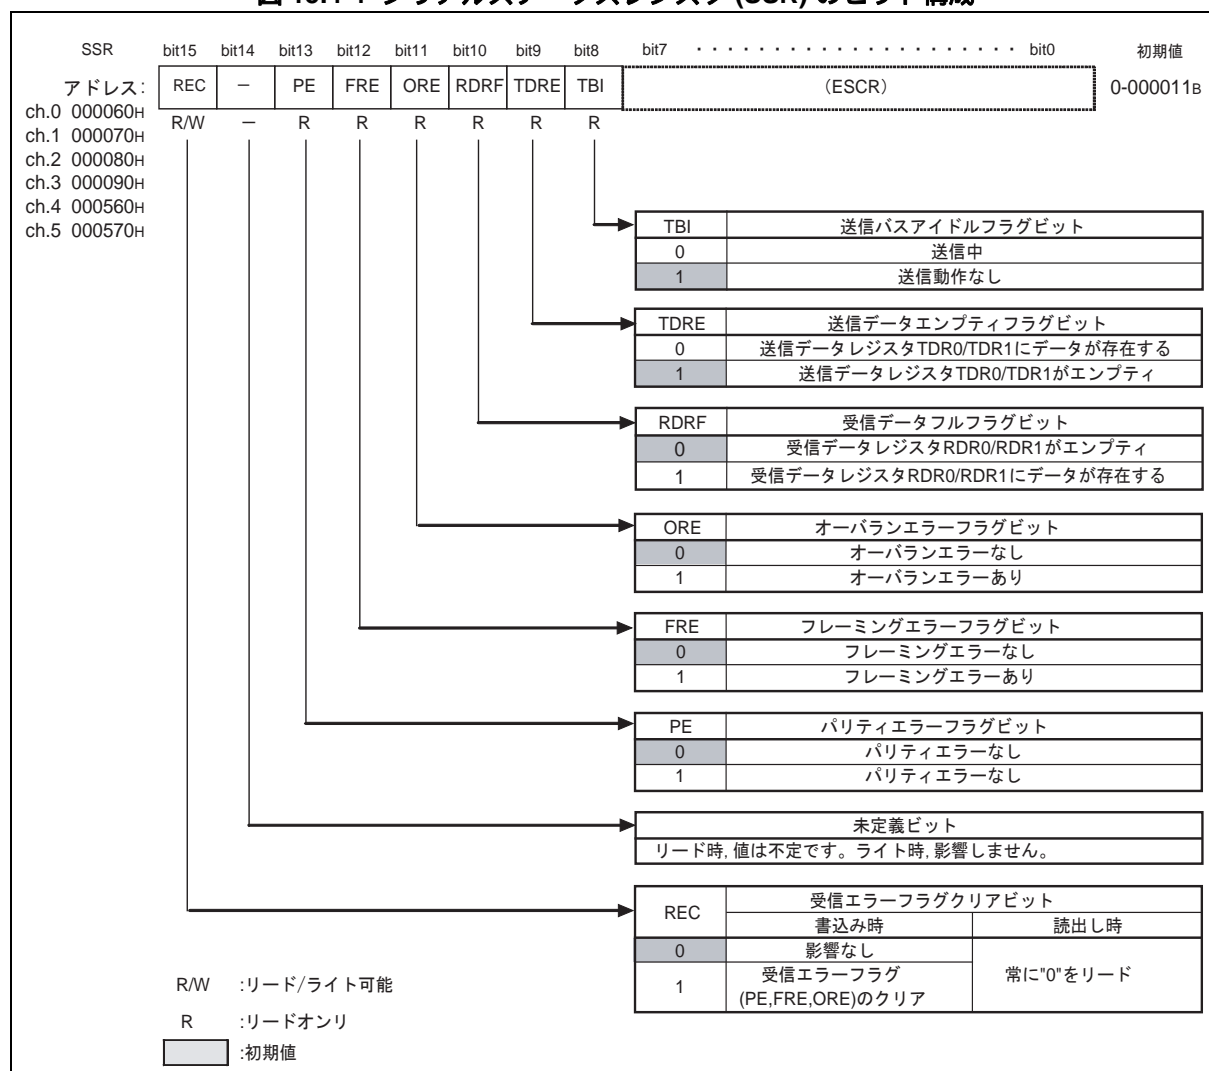 (SSR)
SSR bit15 bit14 bit13 bit12 bit11 bit10 bit9 bit8 bit7 ・・・・・・・・・・・・・・・・・・・・ bit0 初期値
アドレス: REC － PE FRE ORE RDRF TDRE TBI (ESCR) 0-000011B
ch.0 000060H R/W － R R R R R R
ch.1 000070H
ch.2 000080H
ch.3 000090H
ch.4 000560H
ch.5 000570H
TBI 送信バスアイドルフラグビット
0 送信中
1 送信動作なし
TDRE 送信データエンプティフラグビット
0 送信データレジスタTDR0/TDR1にデータが存在する
1 送信データレジスタTDR0/TDR1がエンプティ
RDRF 受信データフルフラグビット
0 受信データレジスタRDR0/RDR1がエンプティ
1 受信データレジスタRDR0/RDR1にデータが存在する
ORE オーバランエラーフラグビット
0 オーバランエラーなし
1 オーバランエラーあり
FRE フレーミングエラーフラグビット
0 フレーミングエラーなし
1 フレーミングエラーあり
PE パリティエラーフラグビット
0 パリティエラーなし
1 パリティエラーなし
未定義ビット
リード時, 値は不定です。ライト時, 影響しません。
REC 受信エラーフラグクリアビット
書込み時 読出し時
0 影響なし 常に"0"をリード
1 受信エラーフラグ
(PE,FRE,ORE)のクリア
R/W :リード/ライト可能
R :リードオンリ
:初期値